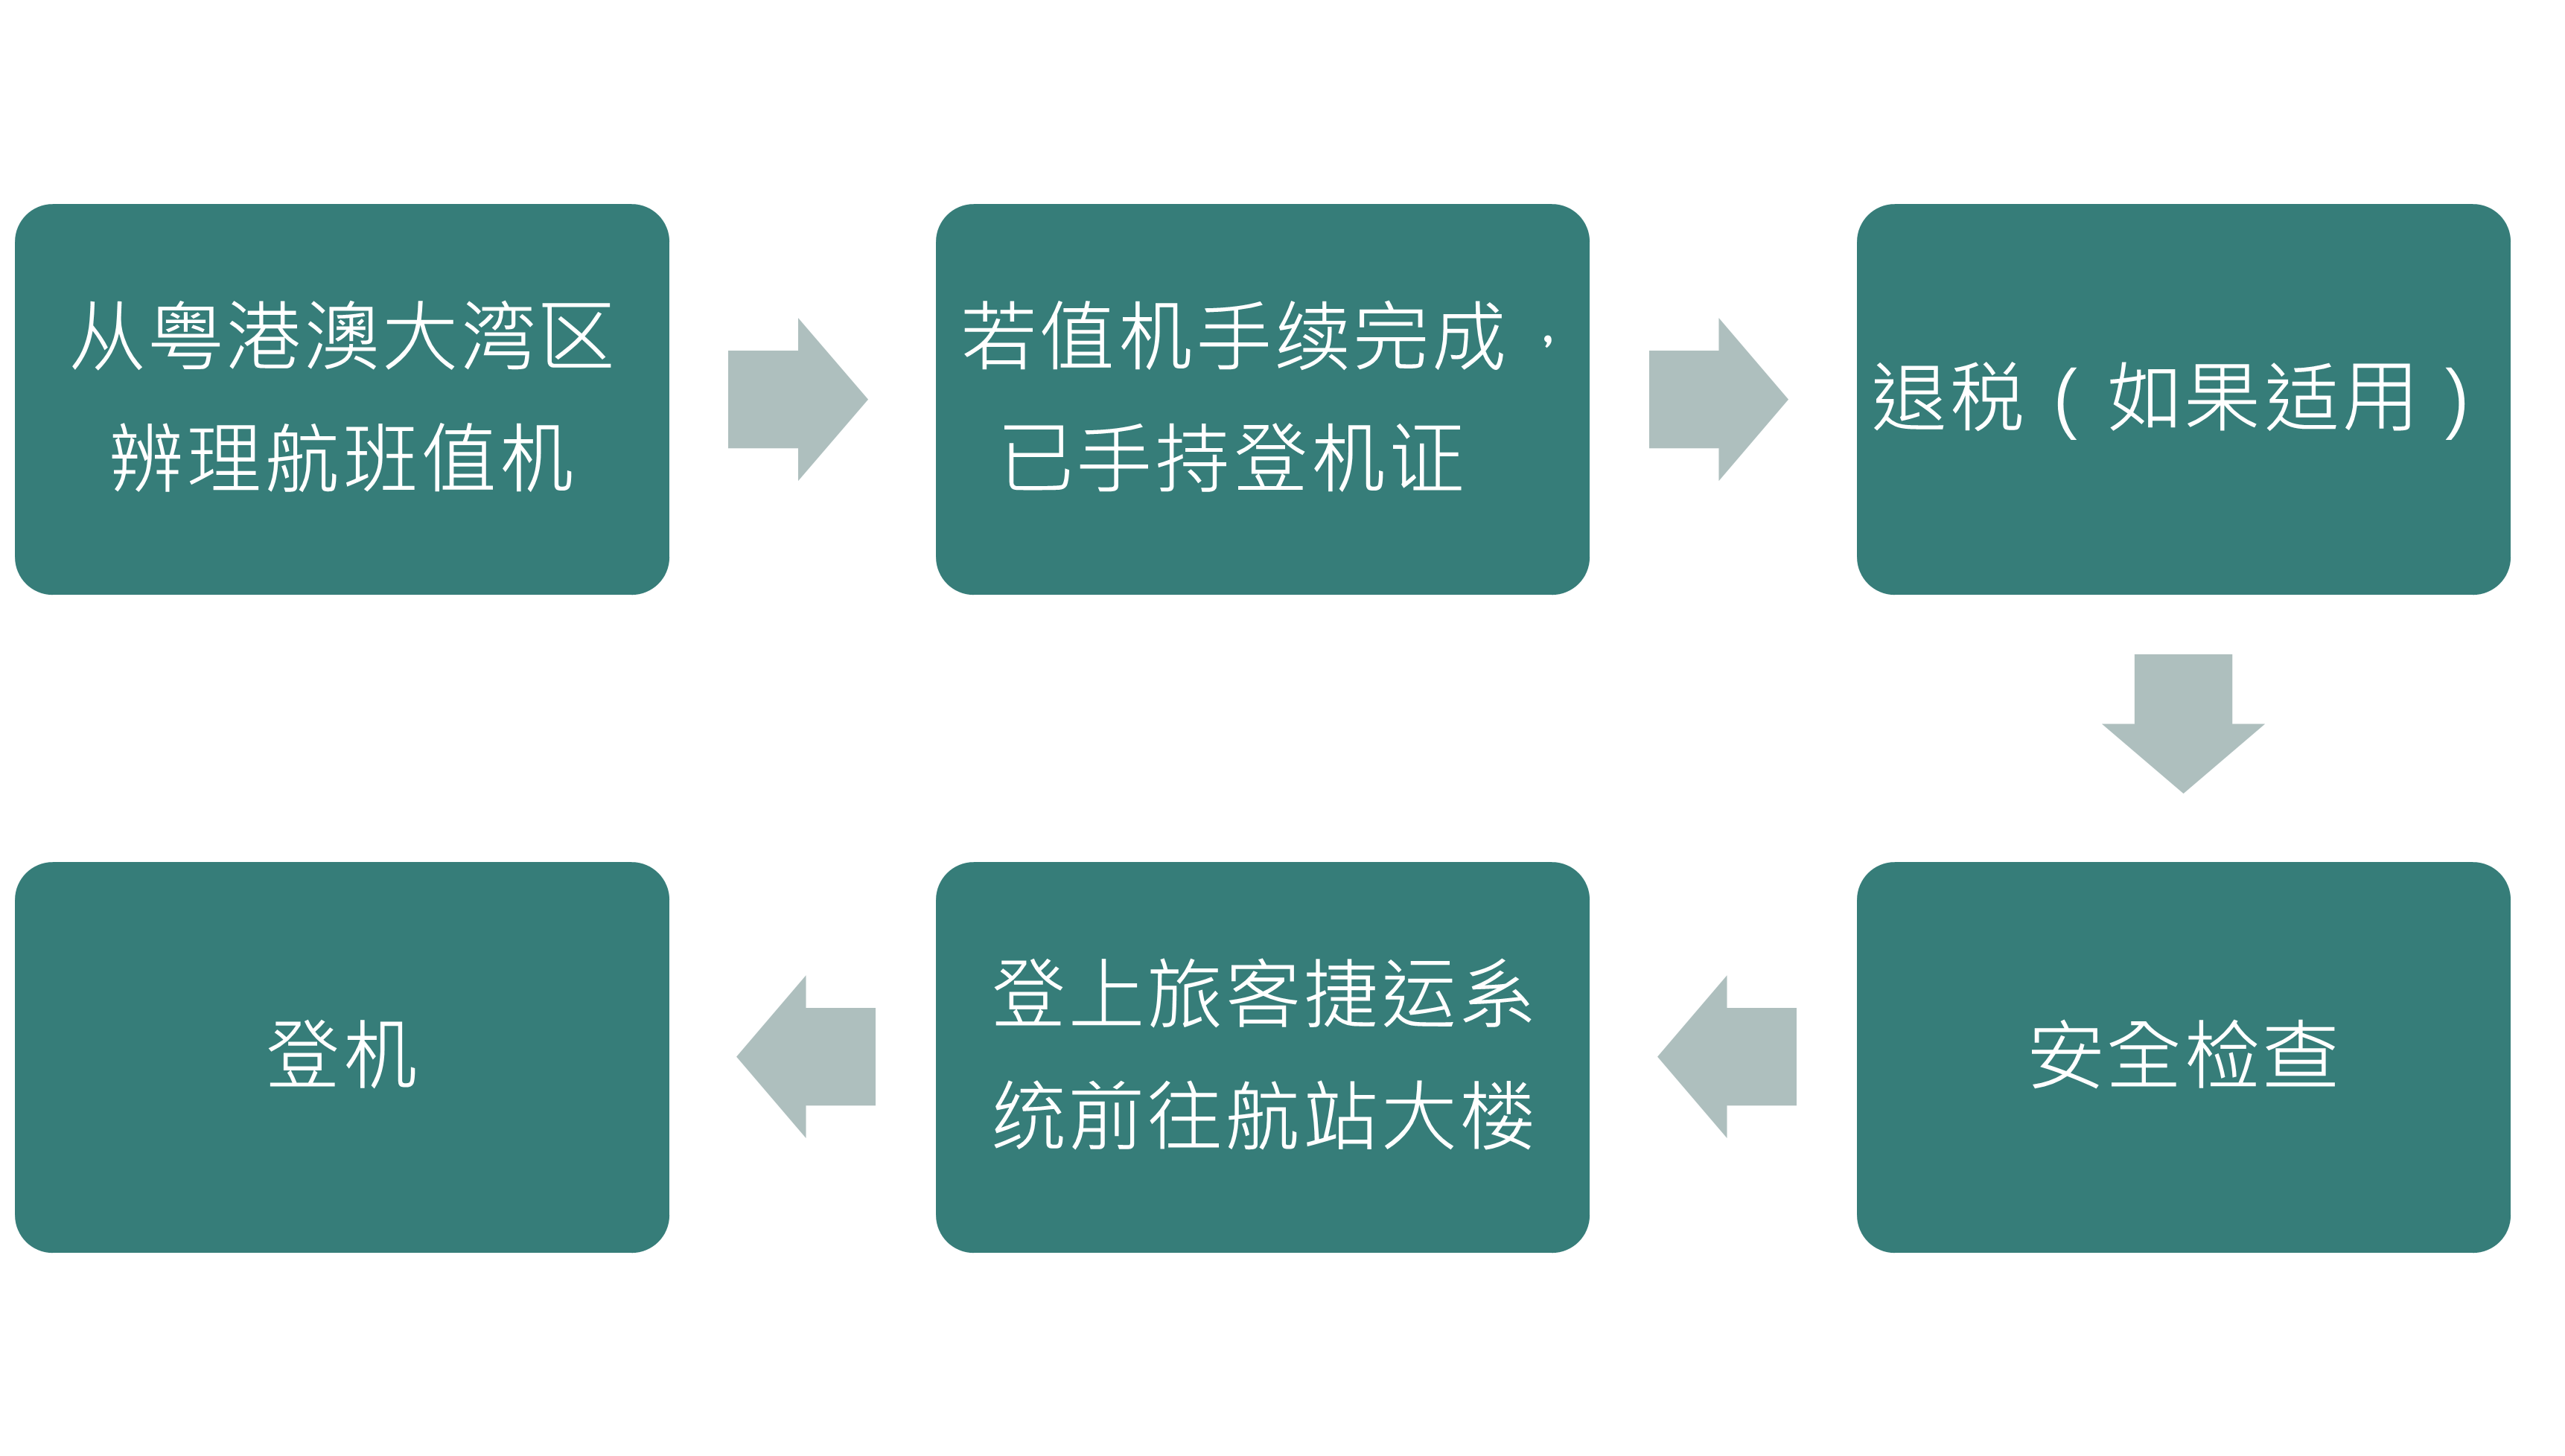 从粤港澳大湾区
辨理航班值机
若值机手续完成，
已手持登机证
退税（如果适用）
安全检查
登上旅客捷运系
统前往航站大楼
登机